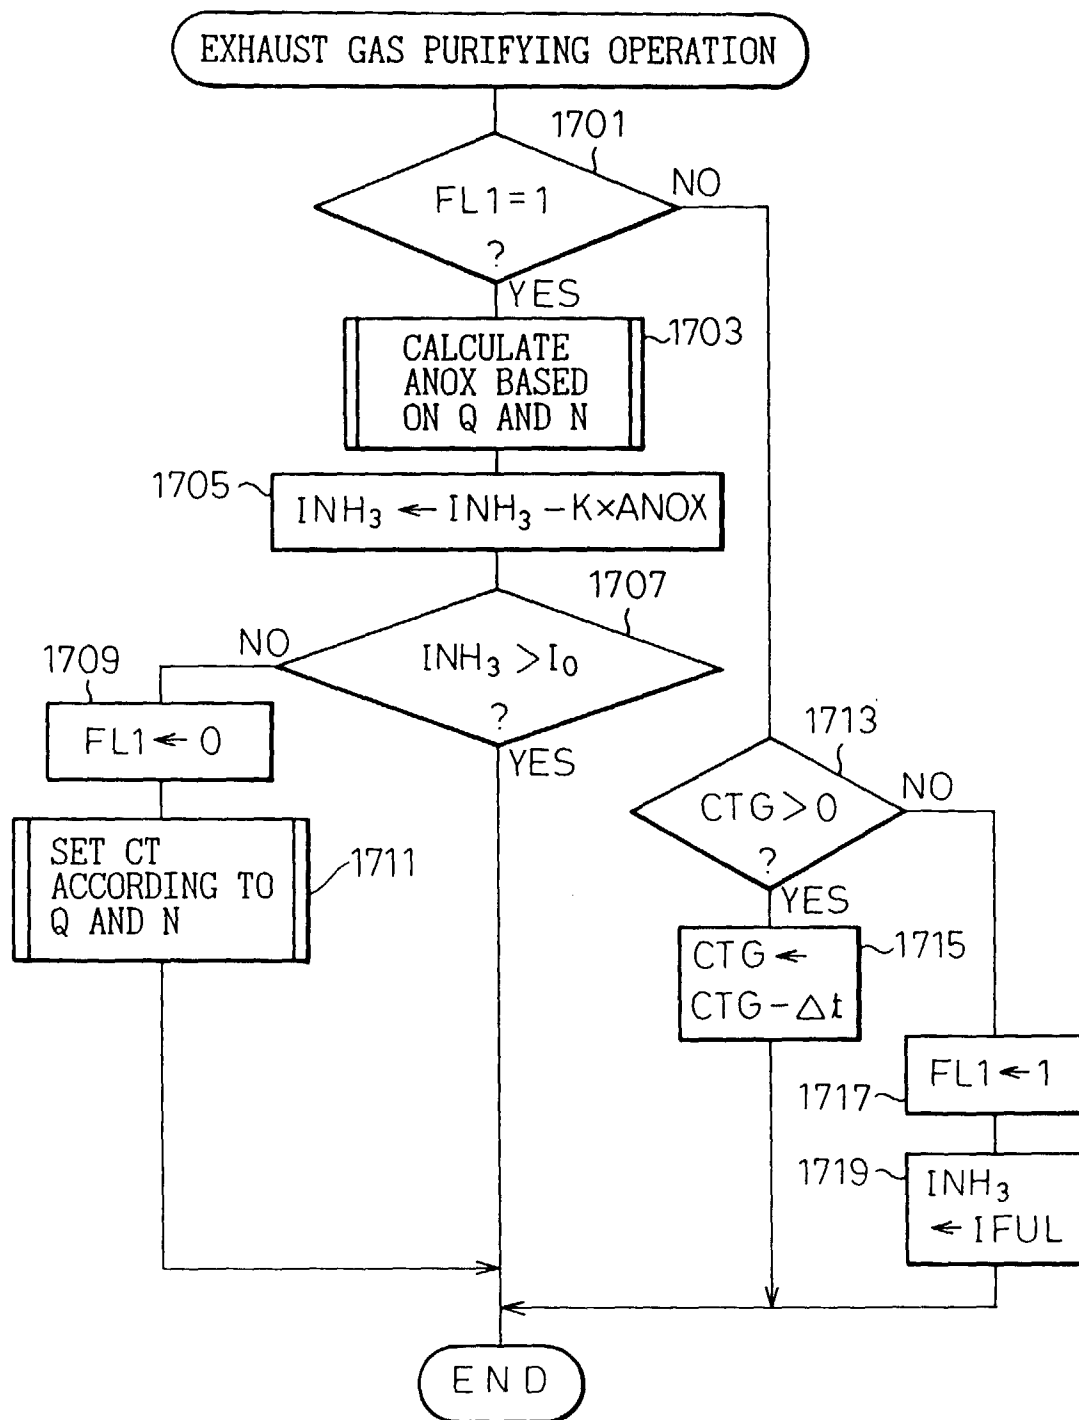 EXHAUST GAS PURIFYING OPERATION
1701
FL1=1
?
NO
YES
1703
CALCULATE
ANOX BASED
ON Q AND N
1705
INH₃ ← INH₃ – K×ANOX
1707
INH₃ > I₀
?
NO
YES
1709
FL1 ← 0
1711
SET CT
ACCORDING TO
Q AND N
1713
CTG > 0
?
NO
YES
1715
CTG ←
CTG – Δt
1717
FL1 ← 1
1719
INH₃
← IFUL
END